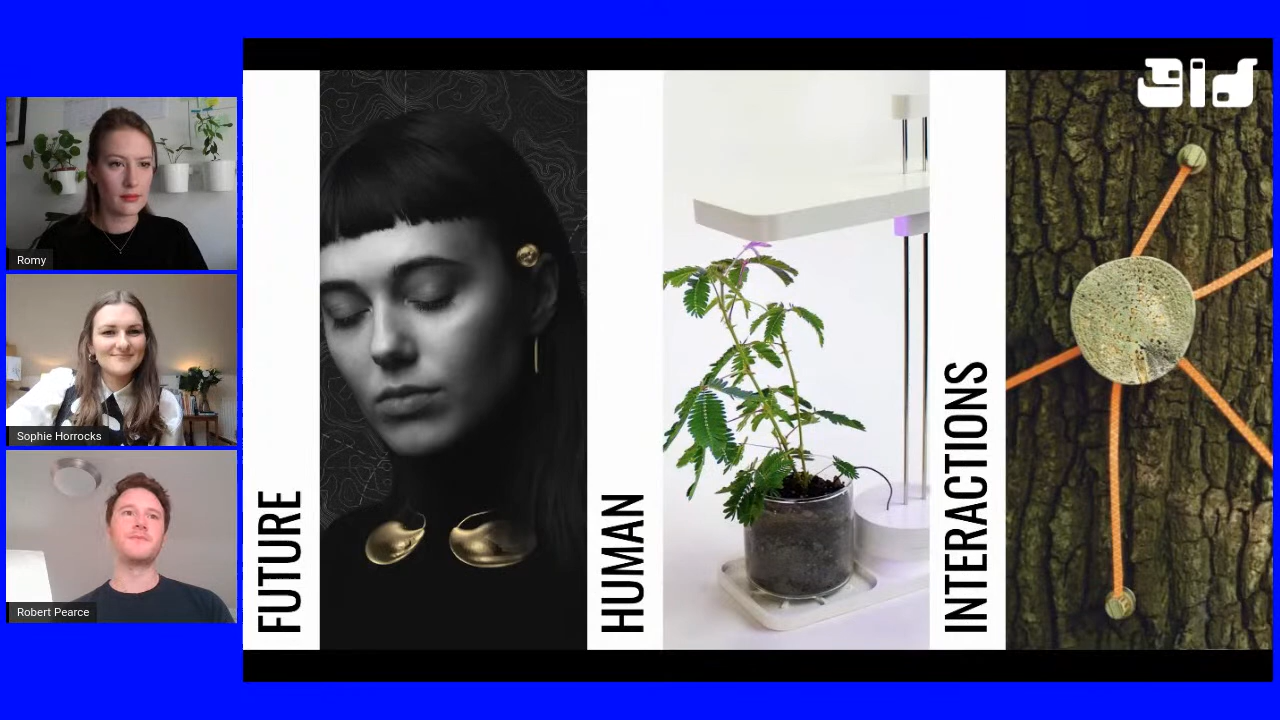 Romy
Sophie Horrocks
Robert Pearce
FUTURE
HUMAN
INTERACTIONS